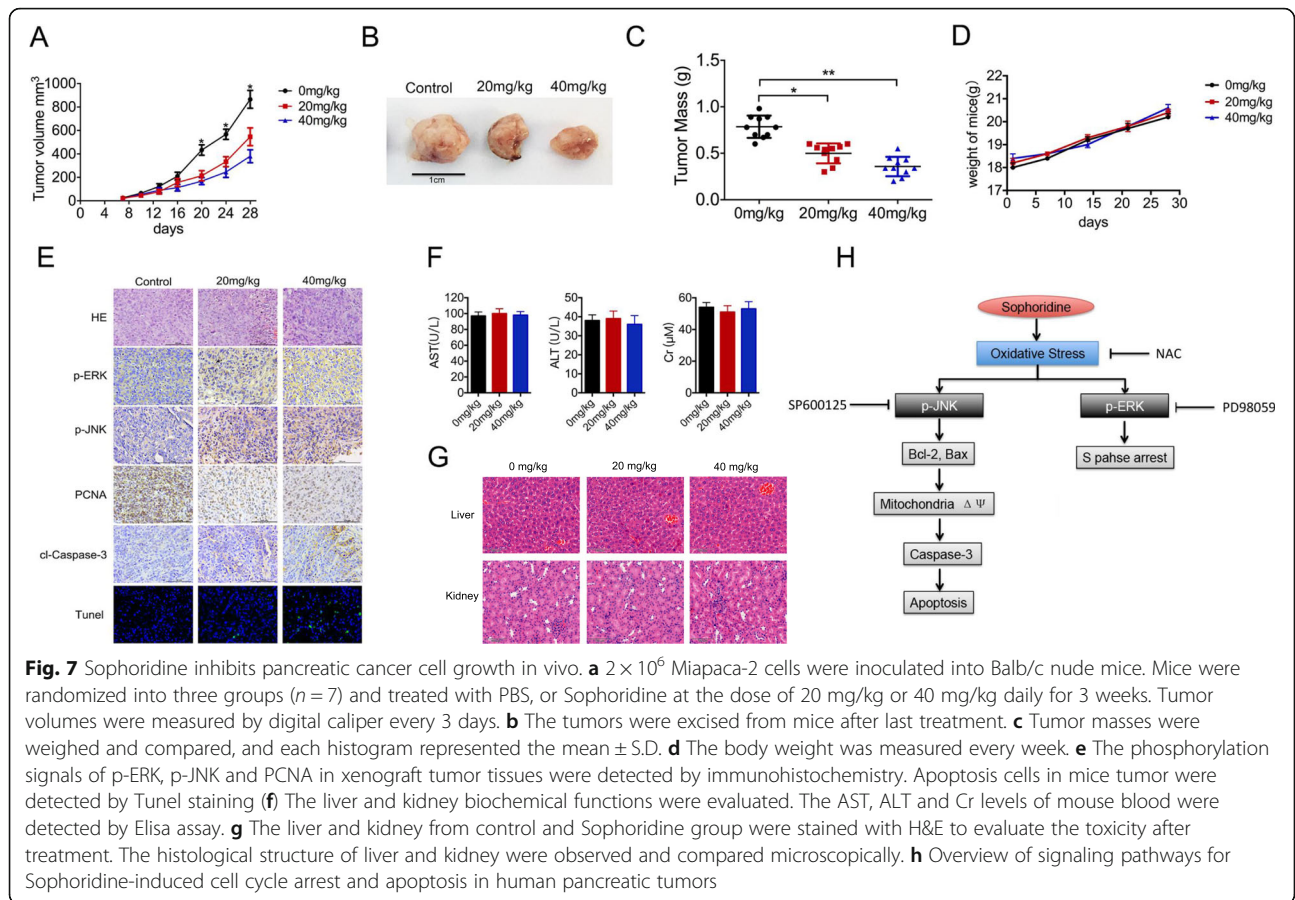 A
Tumor volume mm³
1000
800
600
400
200
0
0 4 8 12 16 20 24 28
days
* * *
0mg/kg
20mg/kg
40mg/kg
B
Control 20mg/kg 40mg/kg
1cm
C
Tumor Mass (g)
1.5
1.0
0.5
0.0
**
*
0mg/kg 20mg/kg 40mg/kg
D
weight of mice(g)
22
21
20
19
18
17
0 10 20 30
days
0mg/kg
20mg/kg
40mg/kg
E
Control 20mg/kg 40mg/kg
HE
p-ERK
p-JNK
PCNA
cl-Caspase-3
Tunel
F
AST(U/L)
120
100
80
60
40
20
0
0mg/kg 20mg/kg 40mg/kg
ALT (U/L)
50
40
30
20
10
0
0mg/kg 20mg/kg 40mg/kg
Cr (μM)
60
40
20
0
0mg/kg 20mg/kg 40mg/kg
G
0 mg/kg 20 mg/kg 40 mg/kg
Liver
Kidney
H
Sophoridine
Oxidative Stress NAC
SP600125 p-JNK p-ERK PD98059
Bcl-2, Bax S pahse arrest
Mitochondria Δ Ψ
Caspase-3
Apoptosis
Fig. 7 Sophoridine inhibits pancreatic cancer cell growth in vivo. a 2 × 10⁶ Miapaca-2 cells were inoculated into Balb/c nude mice. Mice were
randomized into three groups (n = 7) and treated with PBS, or Sophoridine at the dose of 20 mg/kg or 40 mg/kg daily for 3 weeks. Tumor
volumes were measured by digital caliper every 3 days. b The tumors were excised from mice after last treatment. c Tumor masses were
weighed and compared, and each histogram represented the mean ± S.D. d The body weight was measured every week. e The phosphorylation
signals of p-ERK, p-JNK and PCNA in xenograft tumor tissues were detected by immunohistochemistry. Apoptosis cells in mice tumor were
detected by Tunel staining (f) The liver and kidney biochemical functions were evaluated. The AST, ALT and Cr levels of mouse blood were
detected by Elisa assay. g The liver and kidney from control and Sophoridine group were stained with H&E to evaluate the toxicity after
treatment. The histological structure of liver and kidney were observed and compared microscopically. h Overview of signaling pathways for
Sophoridine-induced cell cycle arrest and apoptosis in human pancreatic tumors